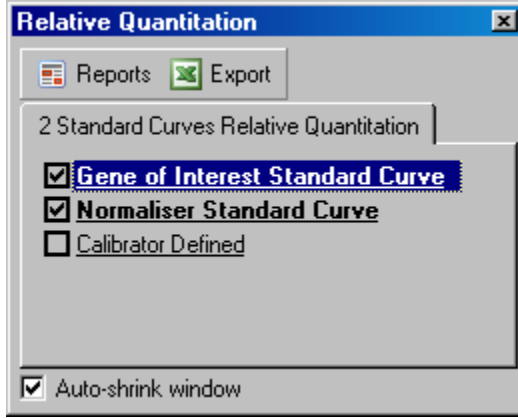 Relative Quantitation
Reports Export
2 Standard Curves Relative Quantitation
Gene of Interest Standard Curve
Normaliser Standard Curve
Calibrator Defined
Auto-shrink window